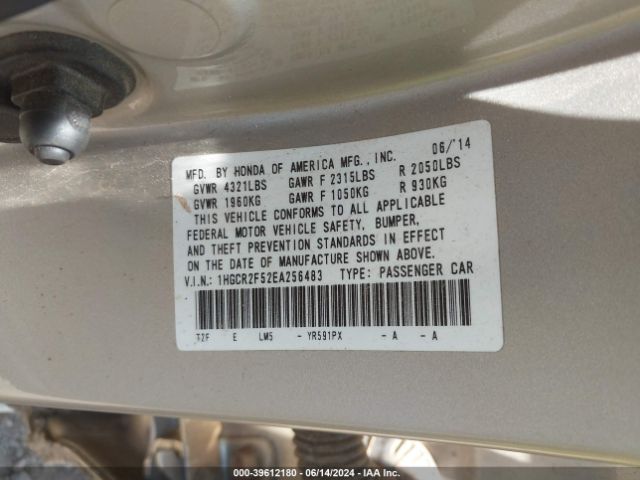 MFD. BY HONDA OF AMERICA MFG., INC. 06/'14
GVWR 4321LBS GAWR F 2315LBS R 2050LBS
GVWR 1960KG GAWR F 1050KG R 930KG
THIS VEHICLE CONFORMS TO ALL APPLICABLE
FEDERAL MOTOR VEHICLE SAFETY, BUMPER,
AND THEFT PREVENTION STANDARDS IN EFFECT
ON THE DATE OF MANUFACTURE SHOWN ABOVE.
V.I.N.: 1HGCR2F52EA256483 TYPE: PASSENGER CAR
T2F E LM5 - YR591PX - A - A
000-39612180 - 06/14/2024 - IAA Inc.